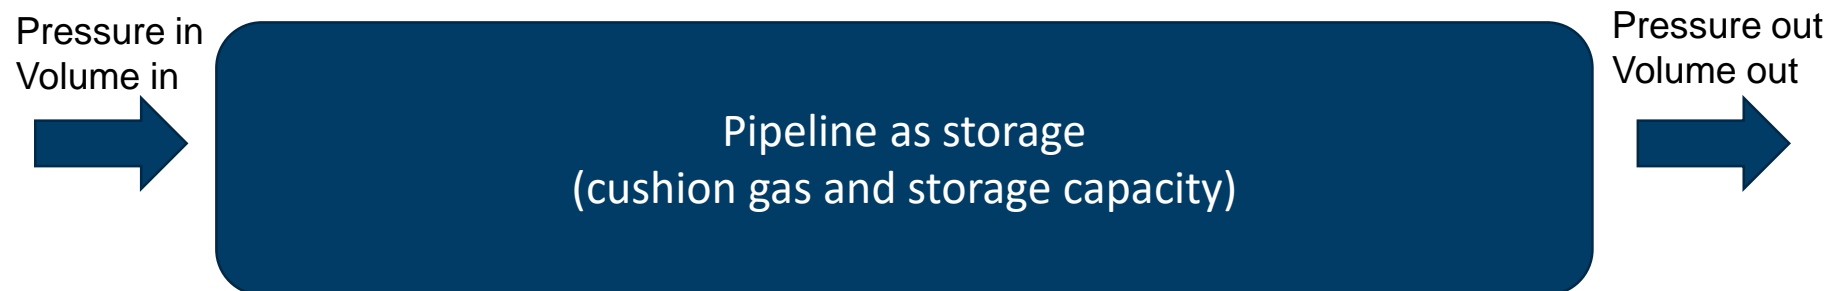 Pressure in
Volume in
Pipeline as storage
(cushion gas and storage capacity)
Pressure out
Volume out